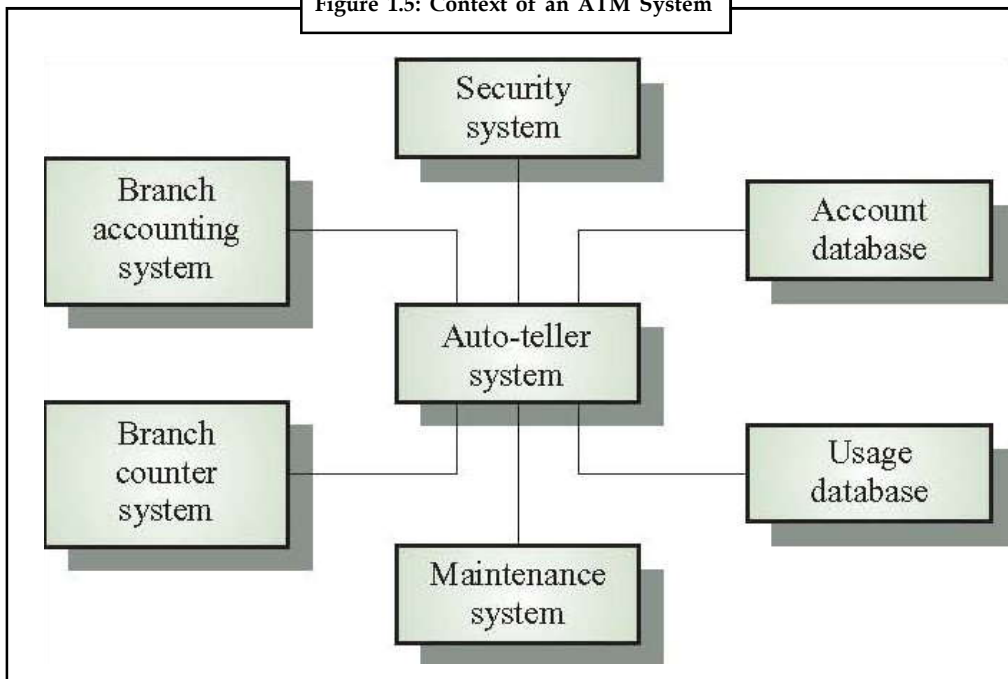 Figure 1.5: Context of an ATM System
Security
system
Branch
accounting
system
Account
database
Auto-teller
system
Branch
counter
system
Usage
database
Maintenance
system